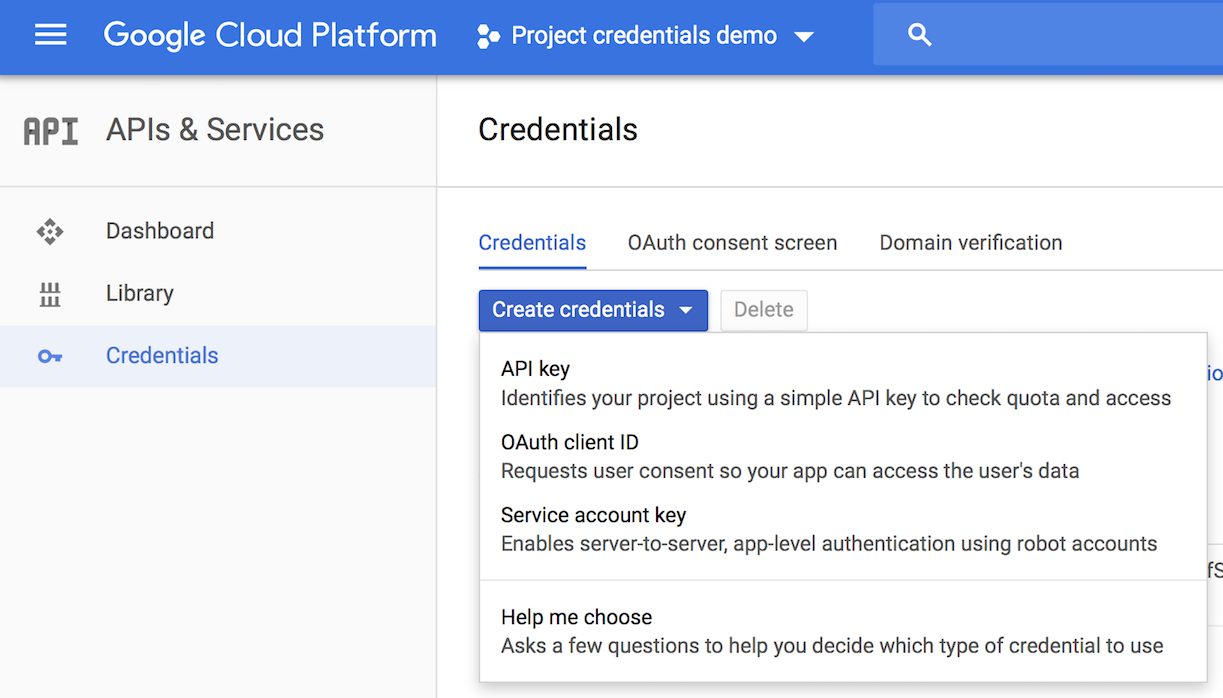 Google Cloud Platform
Project credentials demo
API APIs & Services
Credentials
Dashboard
Library
Credentials
Credentials OAuth consent screen Domain verification
Create credentials Delete
API key
Identifies your project using a simple API key to check quota and access
OAuth client ID
Requests user consent so your app can access the user's data
Service account key
Enables server-to-server, app-level authentication using robot accounts
Help me choose
Asks a few questions to help you decide which type of credential to use